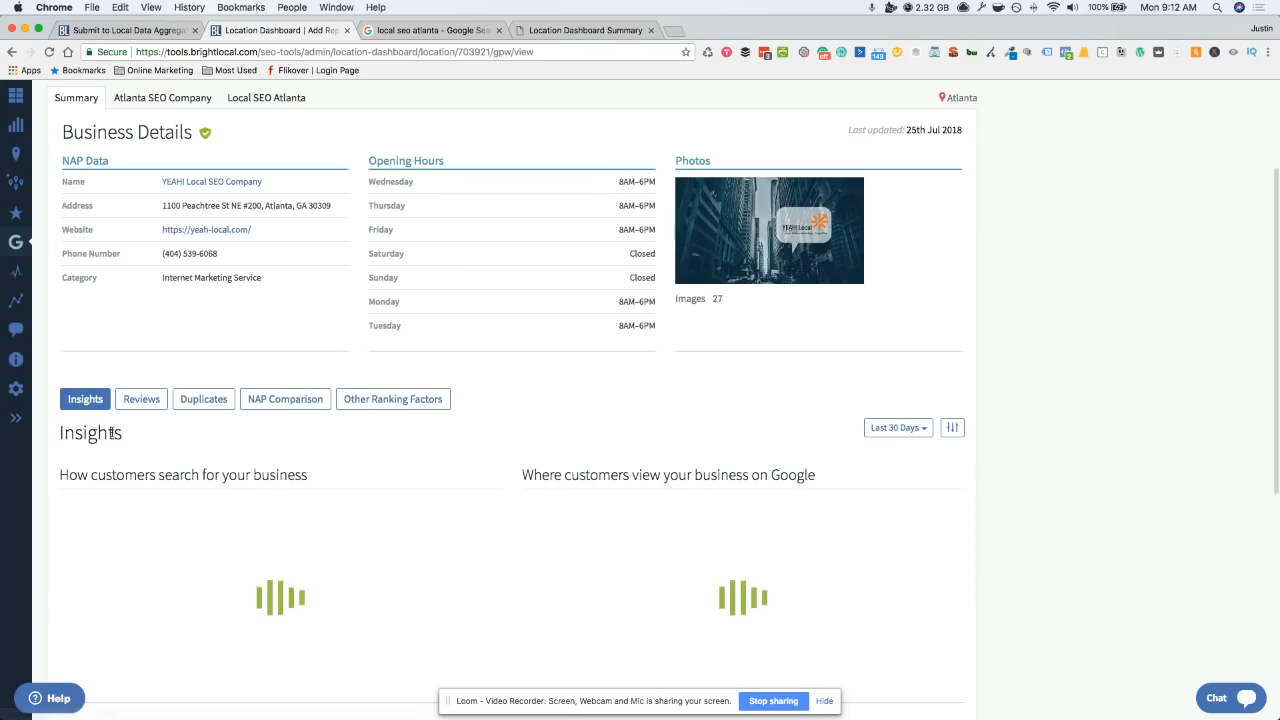 Chrome File Edit View History Bookmarks People Window Help 2.32 GB 100% Mon 9:12 AM
Submit to Local Data Aggregat × Location Dashboard | Add Rep × local seo atlanta - Google Sea × Location Dashboard Summary × Justin
Secure https://tools.brightlocal.com/seo-tools/admin/location-dashboard/location/703921/gpw/view
Apps Bookmarks Online Marketing Most Used Flikover | Login Page
Summary Atlanta SEO Company Local SEO Atlanta Atlanta
Business Details Last updated: 25th Jul 2018
NAP Data Opening Hours Photos
Name YEAH! Local SEO Company Wednesday 8AM–6PM
Address 1100 Peachtree St NE #200, Atlanta, GA 30309 Thursday 8AM–6PM
YEAH! Local
Website https://yeah-local.com/ Friday 8AM–6PM
Phone Number (404) 539-6068 Saturday Closed
Category Internet Marketing Service Sunday Closed
Monday 8AM–6PM Images 27
Tuesday 8AM–6PM
Insights Reviews Duplicates NAP Comparison Other Ranking Factors
Insights Last 30 Days
How customers search for your business Where customers view your business on Google
Help Loom - Video Recorder: Screen, Webcam and Mic is sharing your screen. Stop sharing Hide Chat